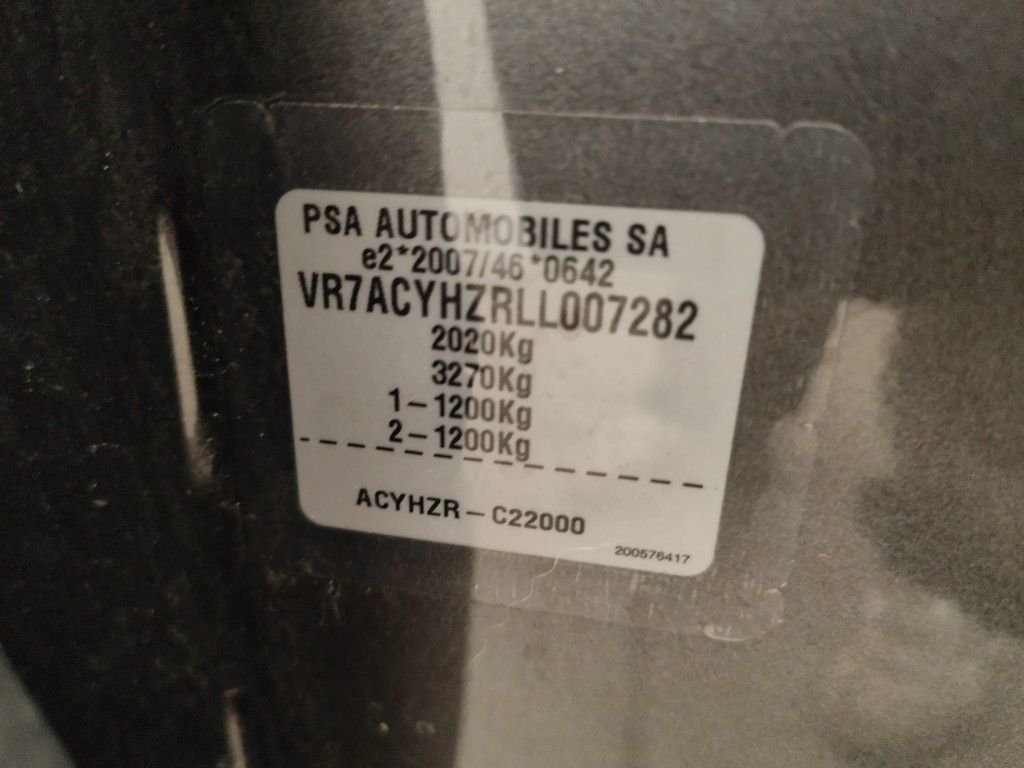 PSA AUTOMOBILES SA
e2*2007/46*0642
VR7ACYHZRLL007282
2020Kg
3270Kg
1-1200Kg
2-1200Kg
ACYHZR-C22000
200576417